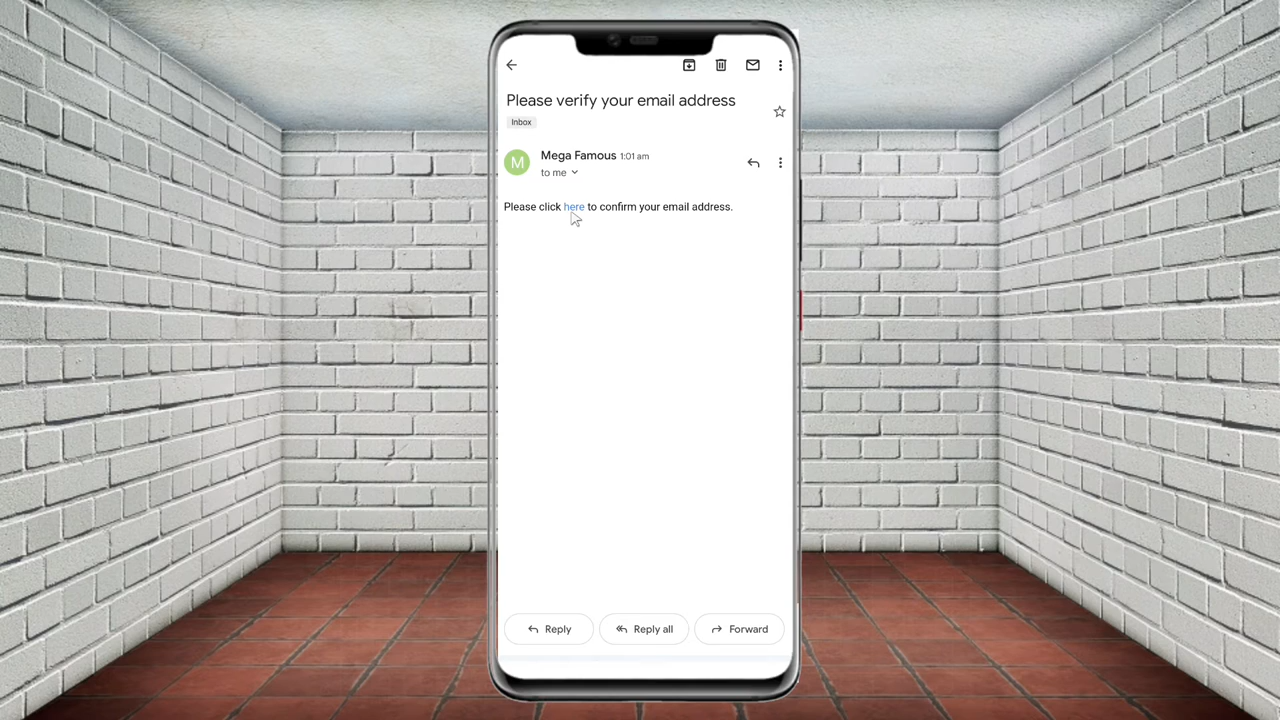 Please verify your email address
Inbox
M
Mega Famous 1:01 am
to me
Please click here to confirm your email address.
Reply
Reply all
Forward